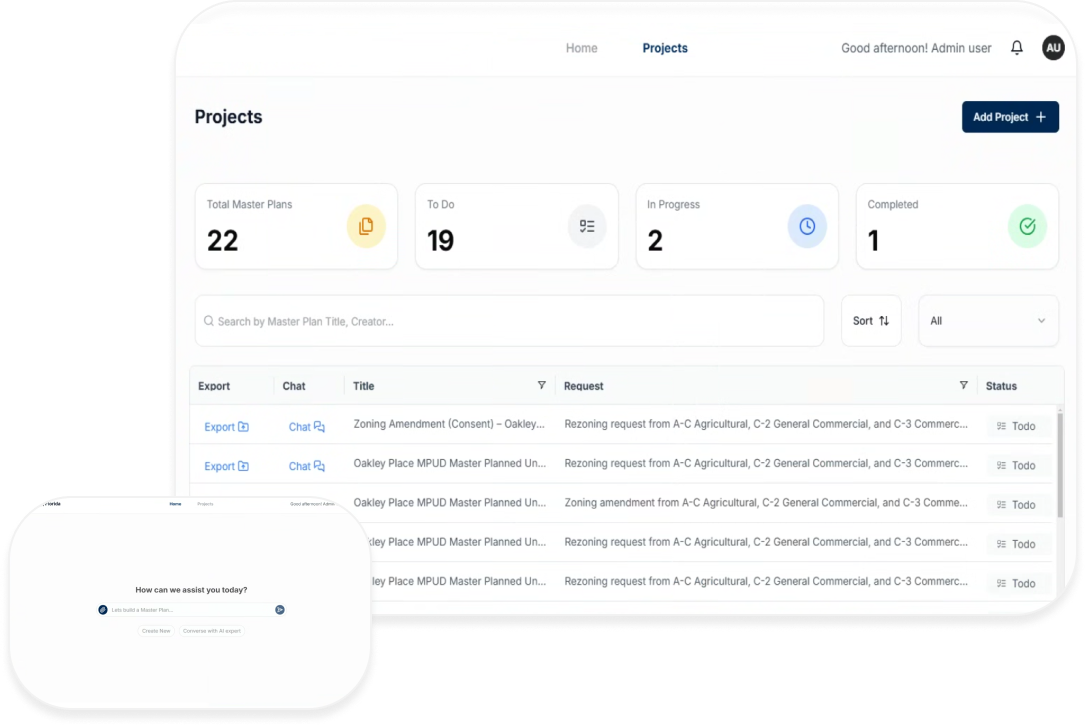 Home Projects Good afternoon! Admin user AU
Projects Add Project +
Total Master Plans To Do In Progress Completed
22 19 2 1
Search by Master Plan Title, Creator... Sort All
Export Chat Title Request Status
Export Chat Zoning Amendment (Consent) – Oakley... Rezoning request from A-C Agricultural, C-2 General Commercial, and C-3 Commerc... Todo
Export Chat Oakley Place MPUD Master Planned Un... Rezoning request from A-C Agricultural, C-2 General Commercial, and C-3 Commerc... Todo
Oakley Place MPUD Master Planned Un... Zoning amendment from A-C Agricultural, C-2 General Commercial, and C-3 Comme... Todo
kley Place MPUD Master Planned Un... Rezoning request from A-C Agricultural, C-2 General Commercial, and C-3 Commerc... Todo
ley Place MPUD Master Planned Un... Rezoning request from A-C Agricultural, C-2 General Commercial, and C-3 Commerc... Todo
Home Projects Good afternoon! Admin
How can we assist you today?
Lets build a Master Plan...
Create New Converse with AI expert